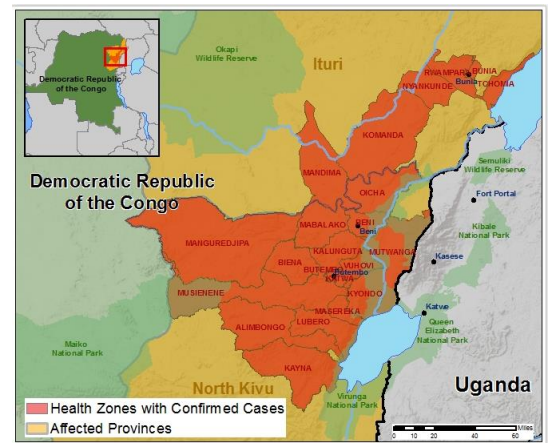 Democratic Republic
of the Congo
Okapi
Wildlife Reserve
Ituri
RWAMPARA
BUNIA
Bunia
NYANKUNDE
TCHOMIA
KOMANDA
MANDIMA
OICHA
Semuliki
Wildlife Reserve
Fort Portal
Democratic Republic
of the Congo
MABALAKO
BENI
Beni
Kibale
National Park
MANGUREDJIPA
KALUNGUTA
MUTWANGA
BIENA
VUHOVI
Kasese
BUTEMBO
Butembo
KATWA
MUSIENENE
KYONDO
MASEREKA
Katwe
LUBERO
ALIMBONGO
Queen
Elizabeth
National Park
Maiko
National Park
KAYNA
North Kivu
Virunga
National Park
Uganda
Health Zones with Confirmed Cases
Affected Provinces
Miles
0 10 20 40 60